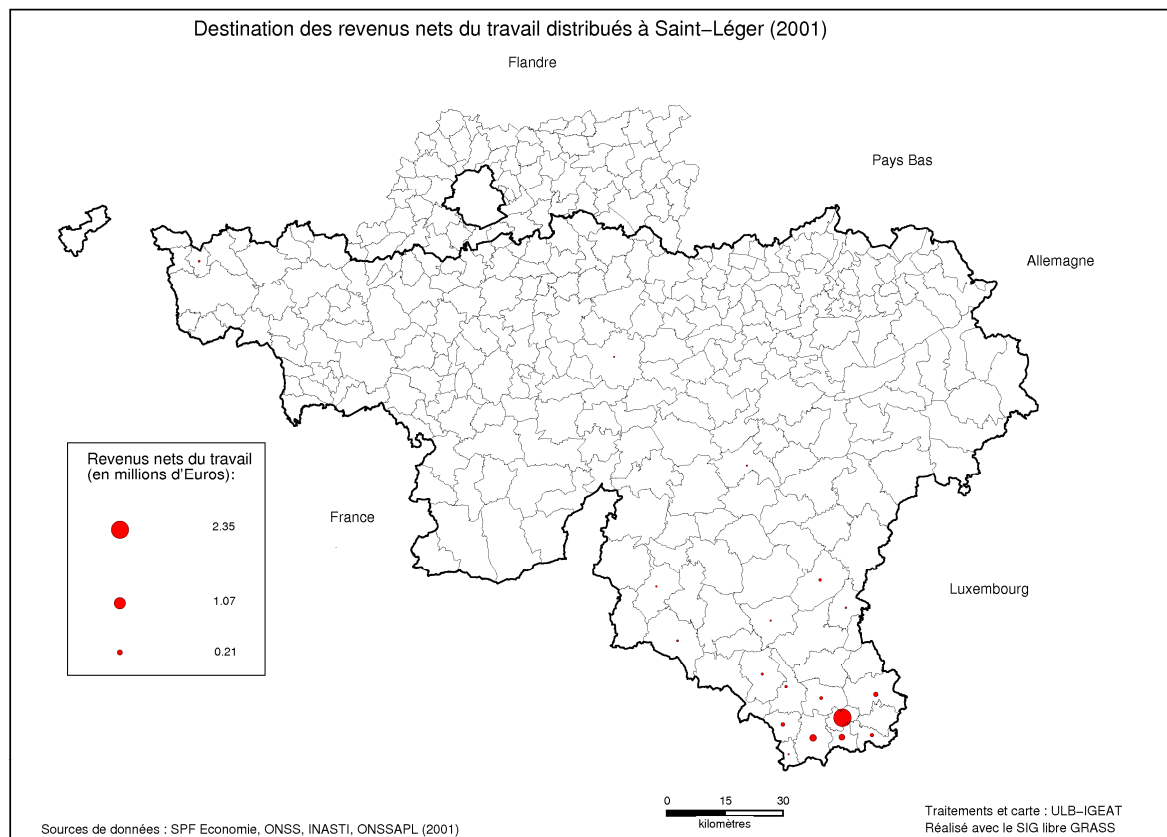 Destination des revenus nets du travail distribués à Saint−Léger (2001)
Flandre
Pays Bas
Allemagne
Revenus nets du travail
(en millions d'Euros):
2.35
1.07
0.21
France
Luxembourg
0 15 30
kilomètres
Sources de données : SPF Economie, ONSS, INASTI, ONSSAPL (2001)
Traitements et carte : ULB−IGEAT
Réalisé avec le SIG libre GRASS